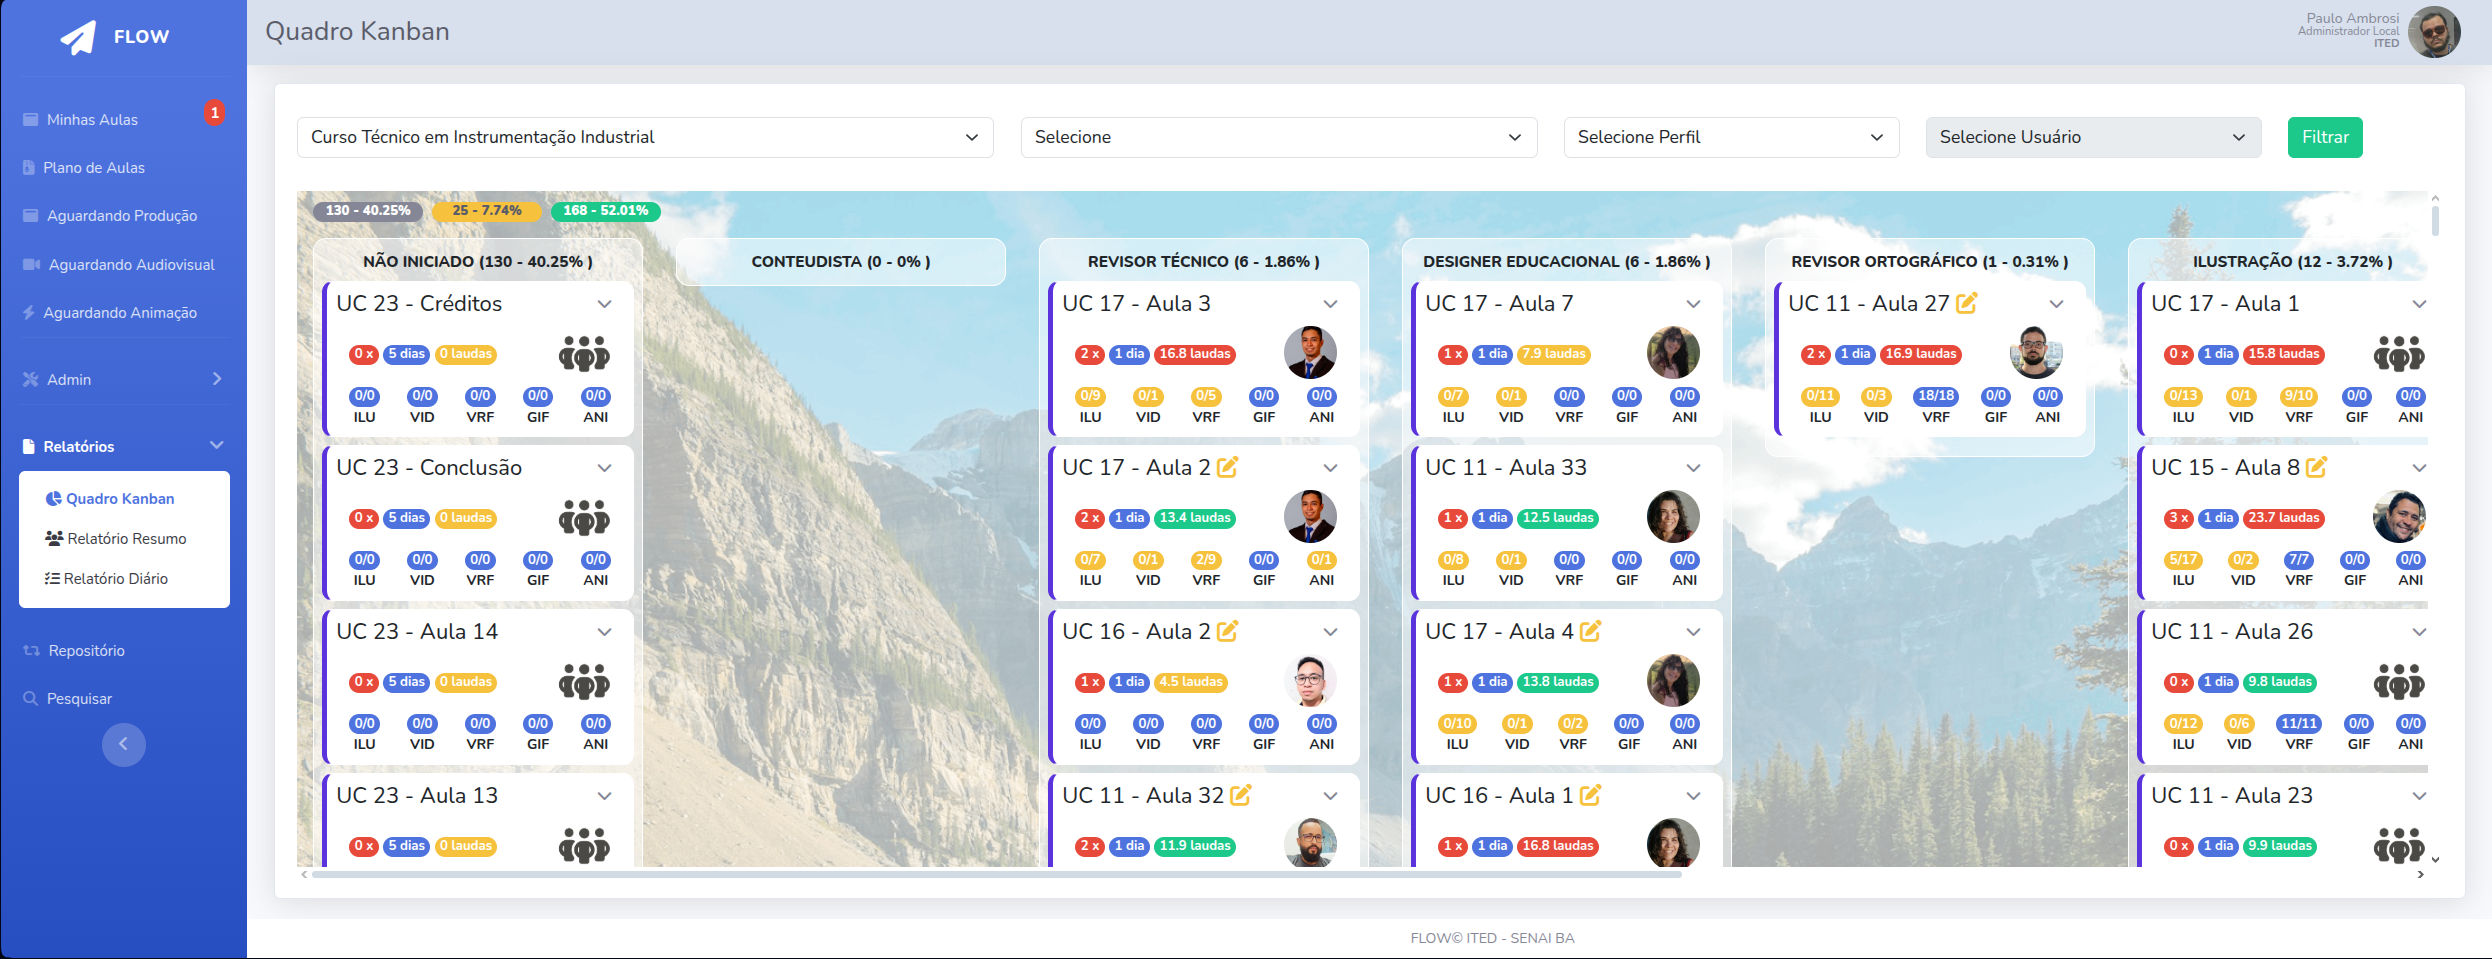 FLOW
Quadro Kanban
Paulo Ambrosi
Administrador Local
ITED
Minhas Aulas
1
Plano de Aulas
Aguardando Produção
Aguardando Audiovisual
Aguardando Animação
Admin
Relatórios
Quadro Kanban
Relatório Resumo
Relatório Diário
Repositório
Pesquisar
Curso Técnico em Instrumentação Industrial
Selecione
Selecione Perfil
Selecione Usuário
Filtrar
130 - 40.25%
25 - 7.74%
168 - 52.01%
NÃO INICIADO (130 - 40.25% )
UC 23 - Créditos
0 x 5 dias 0 laudas
0/0 0/0 0/0 0/0 0/0
ILU VID VRF GIF ANI
UC 23 - Conclusão
0 x 5 dias 0 laudas
0/0 0/0 0/0 0/0 0/0
ILU VID VRF GIF ANI
UC 23 - Aula 14
0 x 5 dias 0 laudas
0/0 0/0 0/0 0/0 0/0
ILU VID VRF GIF ANI
UC 23 - Aula 13
0 x 5 dias 0 laudas
CONTEUDISTA (0 - 0% )
REVISOR TÉCNICO (6 - 1.86% )
UC 17 - Aula 3
2 x 1 dia 16.8 laudas
0/9 0/1 0/5 0/0 0/0
ILU VID VRF GIF ANI
UC 17 - Aula 2
2 x 1 dia 13.4 laudas
0/7 0/1 2/9 0/0 0/1
ILU VID VRF GIF ANI
UC 16 - Aula 2
1 x 1 dia 4.5 laudas
0/0 0/0 0/0 0/0 0/0
ILU VID VRF GIF ANI
UC 11 - Aula 32
2 x 1 dia 11.9 laudas
DESIGNER EDUCACIONAL (6 - 1.86% )
UC 17 - Aula 7
1 x 1 dia 7.9 laudas
0/7 0/1 0/0 0/0 0/0
ILU VID VRF GIF ANI
UC 11 - Aula 33
1 x 1 dia 12.5 laudas
0/8 0/1 0/0 0/0 0/0
ILU VID VRF GIF ANI
UC 17 - Aula 4
1 x 1 dia 13.8 laudas
0/10 0/1 0/2 0/0 0/0
ILU VID VRF GIF ANI
UC 16 - Aula 1
1 x 1 dia 16.8 laudas
REVISOR ORTOGRÁFICO (1 - 0.31% )
UC 11 - Aula 27
2 x 1 dia 16.9 laudas
0/11 0/3 18/18 0/0 0/0
ILU VID VRF GIF ANI
ILUSTRAÇÃO (12 - 3.72% )
UC 17 - Aula 1
0 x 1 dia 15.8 laudas
0/13 0/1 9/10 0/0 0/0
ILU VID VRF GIF ANI
UC 15 - Aula 8
3 x 1 dia 23.7 laudas
5/17 0/2 7/7 0/0 0/0
ILU VID VRF GIF ANI
UC 11 - Aula 26
0 x 1 dia 9.8 laudas
0/12 0/6 11/11 0/0 0/0
ILU VID VRF GIF ANI
UC 11 - Aula 23
0 x 1 dia 9.9 laudas
FLOW© ITED - SENAI BA